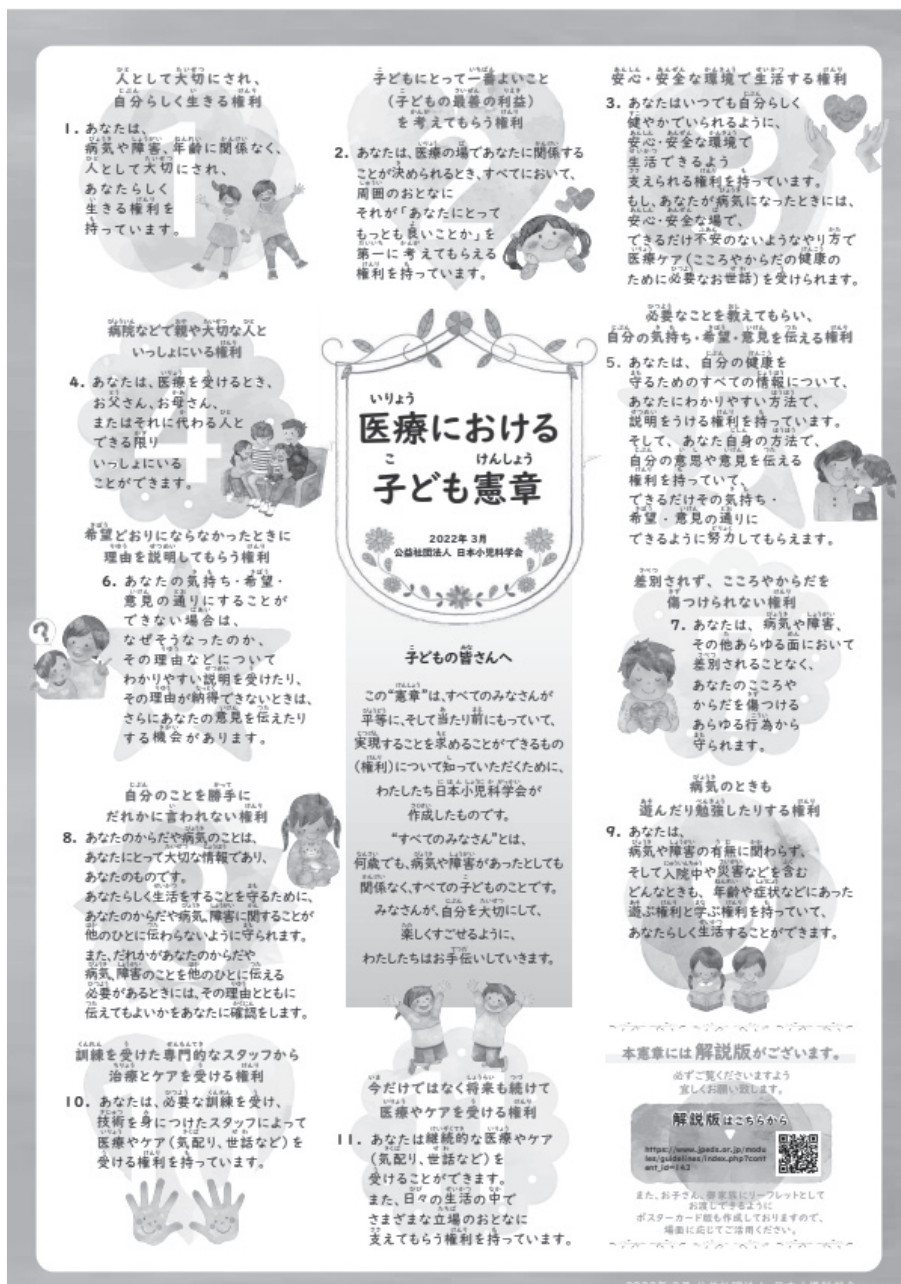 人として大切にされ、
自分らしく生きる権利
1. あなたは、
病気や障害、年齢に関係なく、
人として大切にされ、
あなたらしく
生きる権利を
持っています。
子どもにとって一番よいこと
(子どもの最善の利益)
を考えてもらう権利
2. あなたは、医療の場であなたに関係する
ことが決められるとき、すべてにおいて、
周囲のおとなに
それが「あなたにとって
もっとも良いことか」を
第一に考えてもらえる
権利を持っています。
安心・安全な環境で生活する権利
3. あなたはいつでも自分らしく
健やかでいられるように、
安心・安全な環境で
生活できるよう
支えられる権利を持っています。
もし、あなたが病気になったときには、
安心・安全な場で、
できるだけ不安のないようなやり方で
医療ケア(こころやからだの健康の
ために必要なお世話)を受けられます。
病院などで親や大切な人と
いっしょにいる権利
4. あなたは、医療を受けるとき、
お父さん、お母さん、
またはそれに代わる人と
できる限り
いっしょにいる
ことができます。
医療における
子ども憲章
2022年 3月
公益社団法人 日本小児科学会
必要なことを教えてもらい、
自分の気持ち・希望・意見を伝える権利
5. あなたは、自分の健康を
守るためのすべての情報について、
あなたにわかりやすい方法で、
説明をうける権利を持っています。
そして、あなた自身の方法で、
自分の意思や意見を伝える
権利を持っていて、
できるだけその気持ち・
希望・意見の通りに
できるように努力してもらえます。
希望どおりにならなかったときに
理由を説明してもらう権利
6. あなたの気持ち・希望・
意見の通りにすることが
できない場合は、
なぜそうなったのか、
その理由などについて
わかりやすい説明を受けたり、
その理由が納得できないときは、
さらにあなたの意見を伝えたり
する機会があります。
?
差別されず、こころやからだを
傷つけられない権利
7. あなたは、病気や障害、
その他あらゆる面において
差別されることなく、
あなたのこころや
からだを傷つける
あらゆる行為から
守られます。
子どもの皆さんへ
この“憲章”は、すべてのみなさんが
平等に、そして当たり前にもっていて、
実現することを求めることができるもの
(権利)について知っていただくために、
わたしたち日本小児科学会が
作成したものです。
“すべてのみなさん”とは、
何歳でも、病気や障害があったとしても
関係なく、すべての子どものことです。
みなさんが、自分を大切にして、
楽しくすごせるように、
わたしたちはお手伝いしていきます。
自分のことを勝手に
だれかに言われない権利
8. あなたのからだや病気のことは、
あなたにとって大切な情報であり、
あなたのものです。
あなたらしく生活をすることを守るために、
あなたのからだや病気、障害に関することが
他のひとに伝わらないように守られます。
また、だれかがあなたのからだや
病気、障害のことを他のひとに伝える
必要があるときには、その理由とともに
伝えてもよいかをあなたに確認をします。
病気のときも
遊んだり勉強したりする権利
9. あなたは、
病気や障害の有無に関わらず、
そして入院中や災害などを含む
どんなときも、年齢や症状などにあった
遊ぶ権利と学ぶ権利を持っていて、
あなたらしく生活することができます。
訓練を受けた専門的なスタッフから
治療とケアを受ける権利
10. あなたは、必要な訓練を受け、
技術を身につけたスタッフによって
医療やケア(気配り、世話など)を
受ける権利を持っています。
今だけではなく将来も続けて
医療やケアを受ける権利
11. あなたは継続的な医療やケア
(気配り、世話など)を
受けることができます。
また、日々の生活の中で
さまざまな立場のおとなに
支えてもらう権利を持っています。
本憲章には 解説版がございます。
必ずご覧くださいますよう
宜しくお願い致します。
解説版はこちらから
https://www.jpeds.or.jp/modu
les/guidelines/index.php?cont
ent_id=143
また、お子さん、御家族にリーフレットとして
お渡しできるように
ポスターカード版も作成しておりますので、
場面に応じてご活用ください。